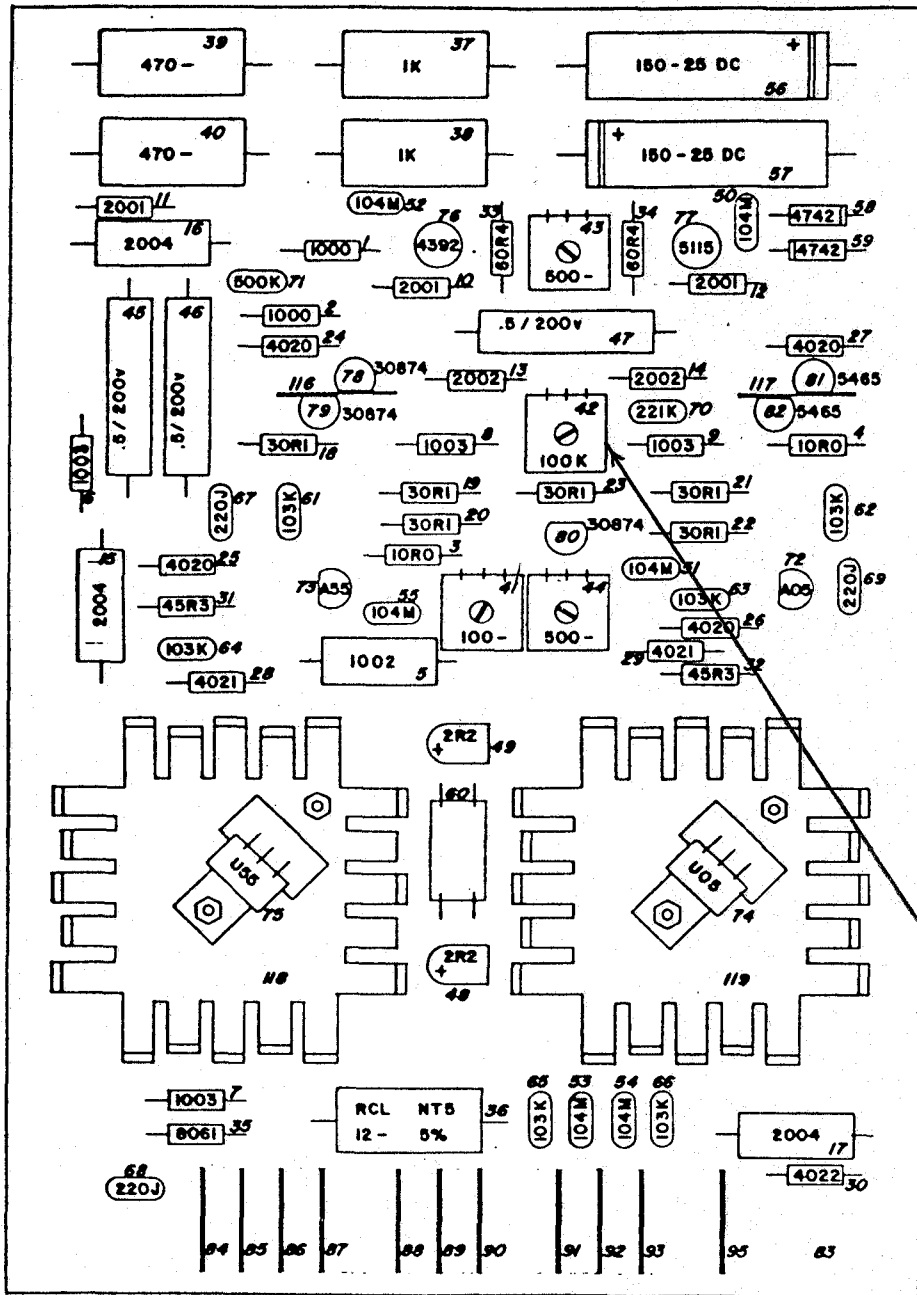 39 37 +
470- 1K 150-25 DC
56
40 38 +
470- 1K 150-25 DC
57
2001 11 104M 52 50 104M
16 2004 1000 1 76 4392 33 60R4 43 500- 34 60R4 77 5115 4742 58
4742 59
500K 71 2001 10 2001 12
45 .5/200v 46 .5/200v 1000 2 .5/200v 47
4020 24 4020 27
116 78 30874 2002 13 2002 14 117 81 5465
79 30874 42 100K 221K 70 82 5465
1003 6 30R1 18 1003 8 1003 9 10R0 4
220J 67 103K 61 30R1 19 30R1 23 30R1 21 103K 62
30R1 20 80 30874 30R1 22
15 2004 4020 25 10R0 3 104M 51 72 A05 220J 69
73 A55 55 104M 41 100- 44 500- 103K 63
45R3 31 4020 26
103K 64 1002 5 29 4021
4021 28 45R3 32
+ 2R2 49
60
U55 75 U05 74
+ 2R2 48
118 119
1003 7 RCL NT5 36 65 103K 53 104M 54 104M 66 103K
8061 35 12- 5% 2004 17
68 220J 4022 30
84 85 86 87 88 89 90 91 92 93 95 83